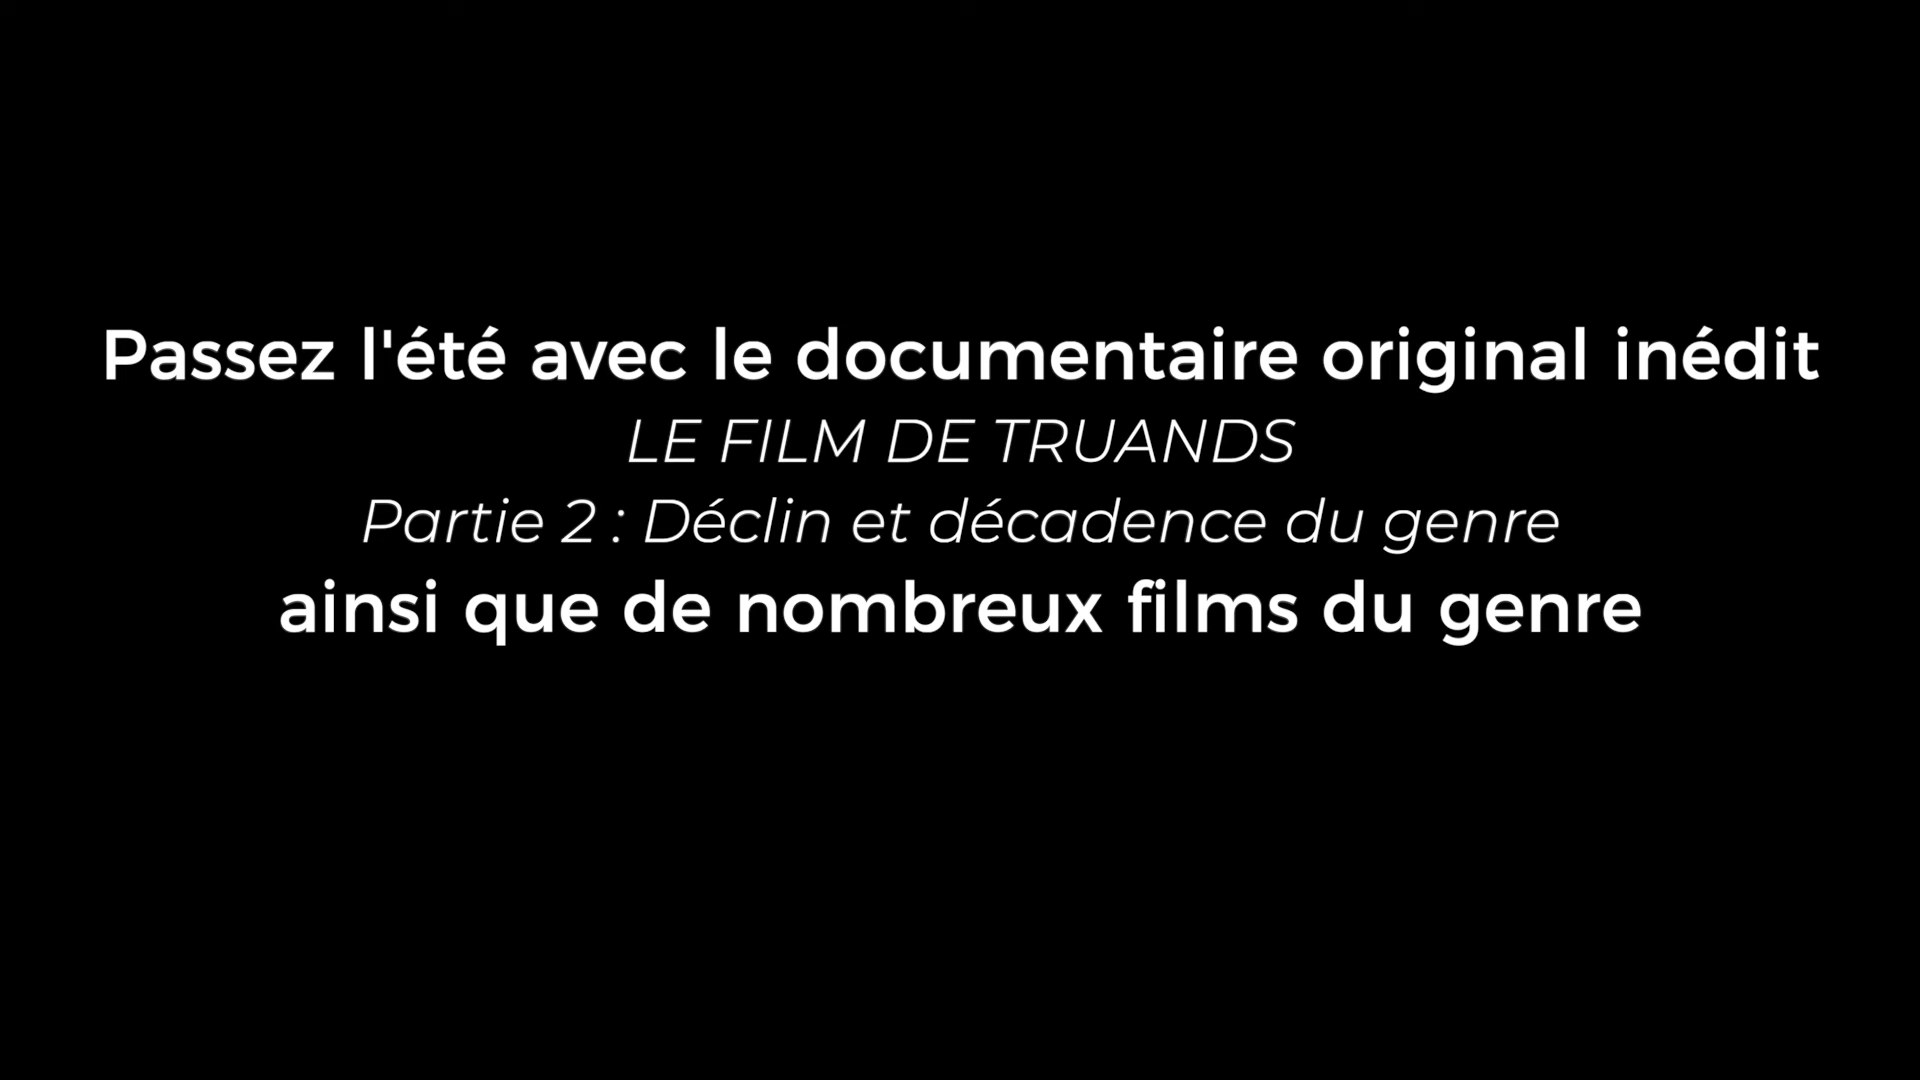 Passez l'été avec le documentaire original inédit
LE FILM DE TRUANDS
Partie 2 : Déclin et décadence du genre
ainsi que de nombreux films du genre